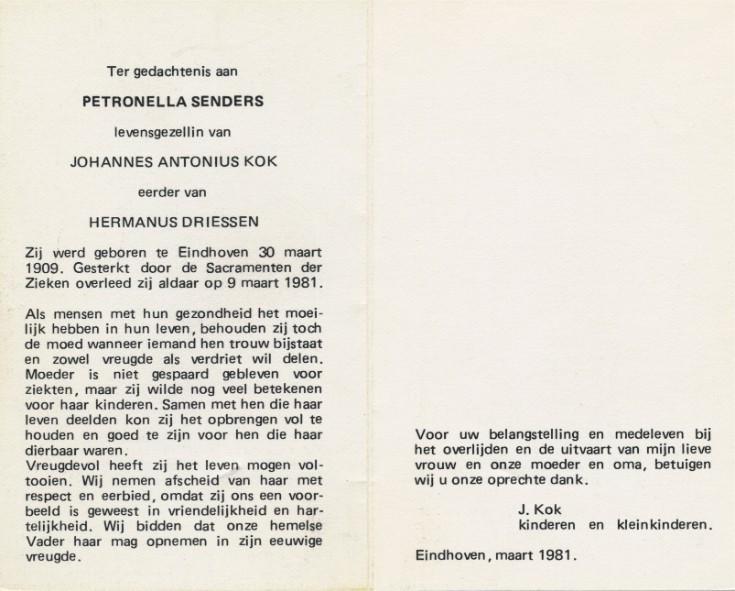 Ter gedachtenis aan
PETRONELLA SENDERS
levensgezellin van
JOHANNES ANTONIUS KOK
eerder van
HERMANUS DRIESSEN
Zij werd geboren te Eindhoven 30 maart
1909. Gesterkt door de Sacramenten der
Zieken overleed zij aldaar op 9 maart 1981.
Als mensen met hun gezondheid het moei-
lijk hebben in hun leven, behouden zij toch
de moed wanneer iemand hen trouw bijstaat
en zowel vreugde als verdriet wil delen.
Moeder is niet gespaard gebleven voor
ziekten, maar zij wilde nog veel betekenen
voor haar kinderen. Samen met hen die haar
leven deelden kon zij het opbrengen vol te
houden en goed te zijn voor hen die haar
dierbaar waren.
Vreugdevol heeft zij het leven mogen vol-
tooien. Wij nemen afscheid van haar met
respect en eerbied, omdat zij ons een voor-
beeld is geweest in vriendelijkheid en har-
telijkheid. Wij bidden dat onze hemelse
Vader haar mag opnemen in zijn eeuwige
vreugde.
Voor uw belangstelling en medeleven bij
het overlijden en de uitvaart van mijn lieve
vrouw en onze moeder en oma, betuigen
wij u onze oprechte dank.
J. Kok
kinderen en kleinkinderen.
Eindhoven, maart 1981.